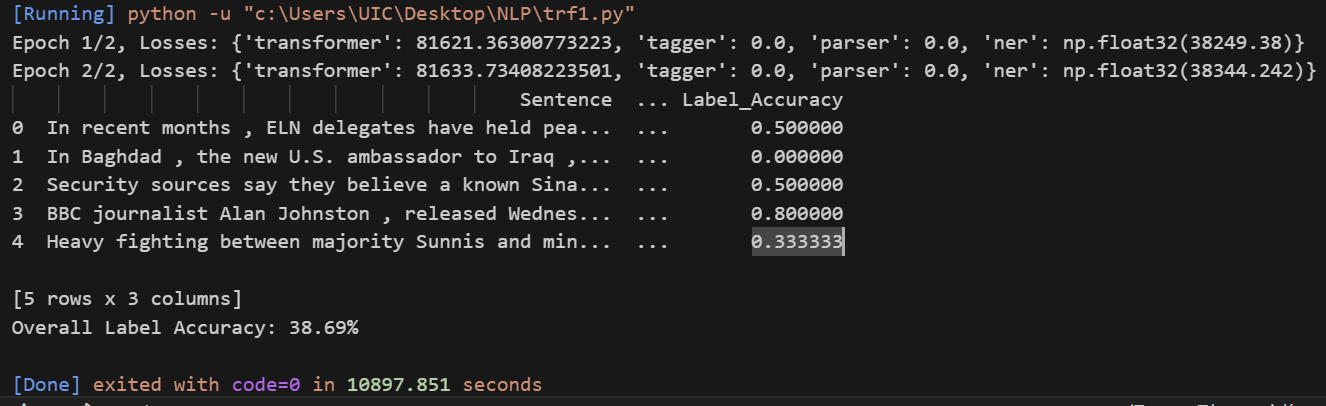 [Running] python -u "c:\Users\UIC\Desktop\NLP\trf1.py"
Epoch 1/2, Losses: {'transformer': 81621.36300773223, 'tagger': 0.0, 'parser': 0.0, 'ner': np.float32(38249.38)}
Epoch 2/2, Losses: {'transformer': 81633.73408223501, 'tagger': 0.0, 'parser': 0.0, 'ner': np.float32(38344.242)}
Sentence ... Label_Accuracy
0 In recent months , ELN delegates have held pea... ... 0.500000
1 In Baghdad , the new U.S. ambassador to Iraq ,... ... 0.000000
2 Security sources say they believe a known Sina... ... 0.500000
3 BBC journalist Alan Johnston , released Wednes... ... 0.800000
4 Heavy fighting between majority Sunnis and min... ... 0.333333
[5 rows x 3 columns]
Overall Label Accuracy: 38.69%
[Done] exited with code=0 in 10897.851 seconds